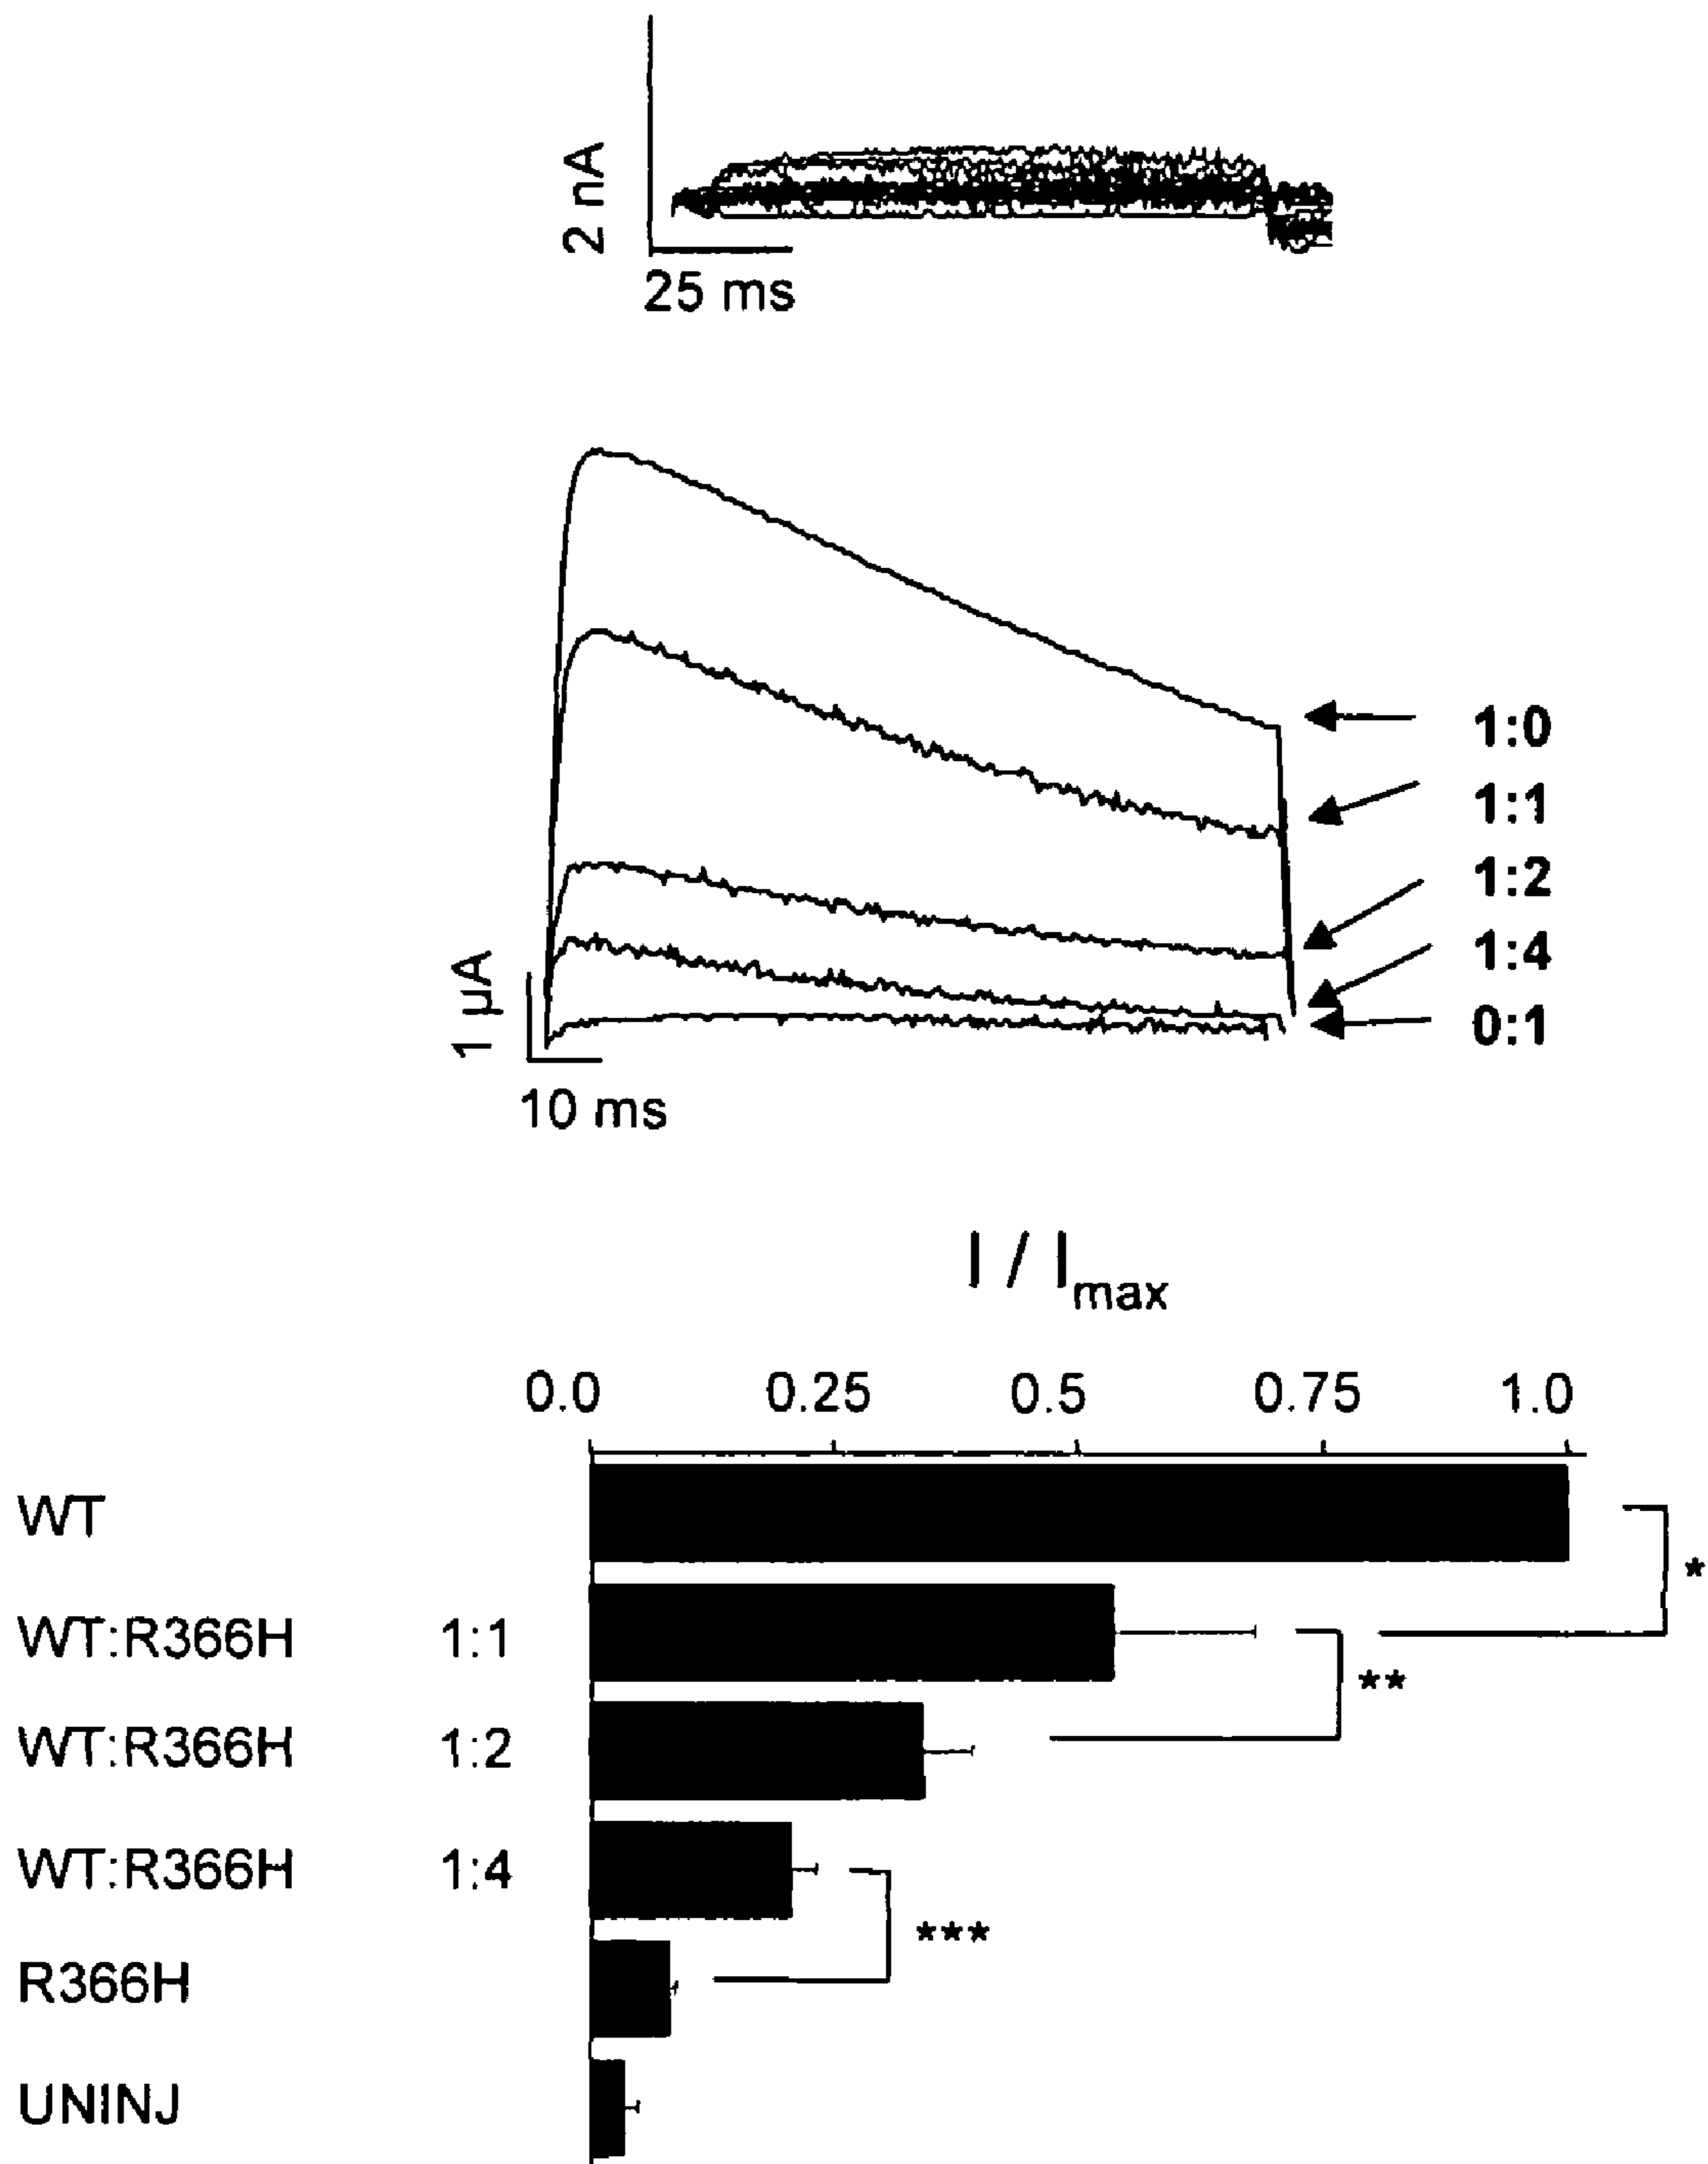 2 nA
25 ms
1:0
1:1
1:2
1:4
0:1
1 µA
10 ms
I / Imax
0.0 0.25 0.5 0.75 1.0
WT
*
WT:R366H 1:1
**
WT:R366H 1:2
WT:R366H 1:4
***
R366H
UNINJ